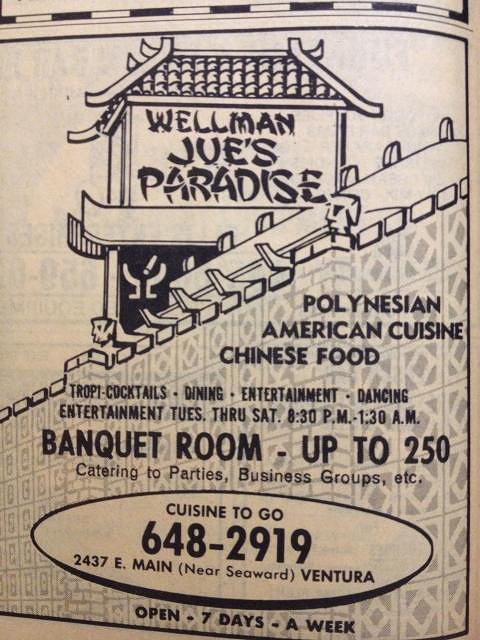 WELLMAN
JUE'S
PARADISE
POLYNESIAN
AMERICAN CUISINE
CHINESE FOOD
TROPI-COCKTAILS • DINING • ENTERTAINMENT • DANCING
ENTERTAINMENT TUES. THRU SAT. 8:30 P.M.-1:30 A.M.
BANQUET ROOM - UP TO 250
Catering to Parties, Business Groups, etc.
CUISINE TO GO
648-2919
2437 E. MAIN (Near Seaward) VENTURA
OPEN - 7 DAYS - A WEEK